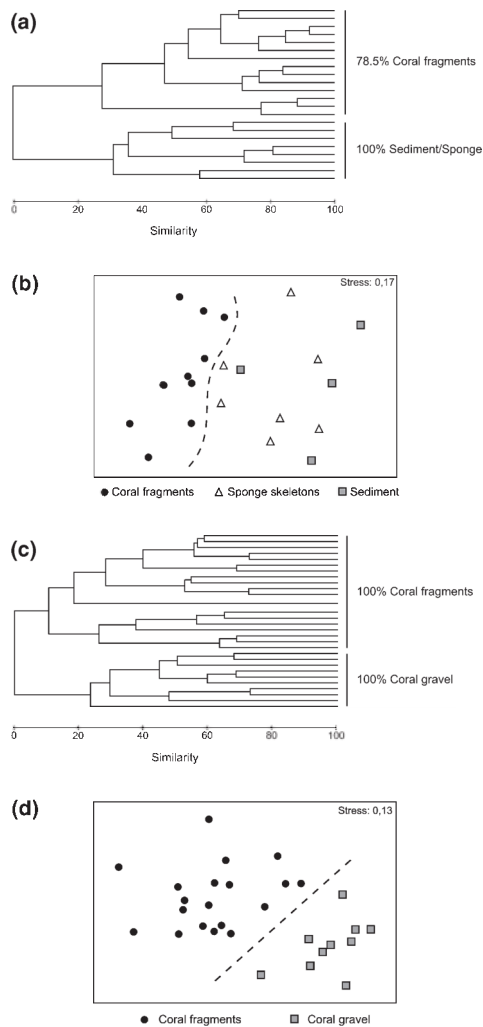 (a)
78.5% Coral fragments
100% Sediment/Sponge
0 20 40 60 80 100
Similarity
(b)
Stress: 0,17
Coral fragments Sponge skeletons Sediment
(c)
100% Coral fragments
100% Coral gravel
0 20 40 60 80 100
Similarity
(d)
Stress: 0,13
Coral fragments Coral gravel